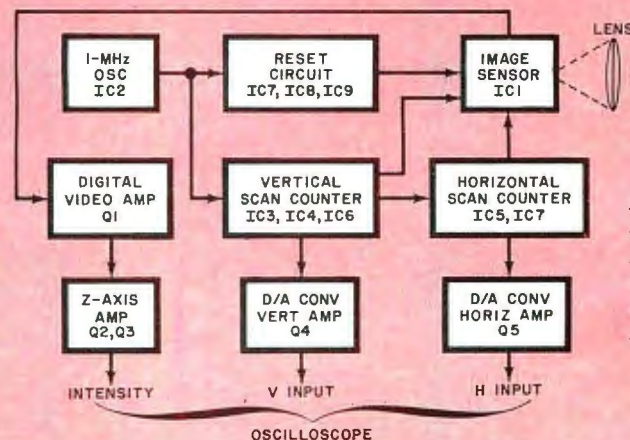 LENS
1-MHz
OSC
IC2
RESET
CIRCUIT
IC7, IC8, IC9
IMAGE
SENSOR
IC1
DIGITAL
VIDEO AMP
Q1
VERTICAL
SCAN COUNTER
IC3, IC4, IC6
HORIZONTAL
SCAN COUNTER
IC5, IC7
Z-AXIS
AMP
Q2,Q3
D/A CONV
VERT AMP
Q4
D/A CONV
HORIZ AMP
Q5
INTENSITY
V INPUT
H INPUT
OSCILLOSCOPE